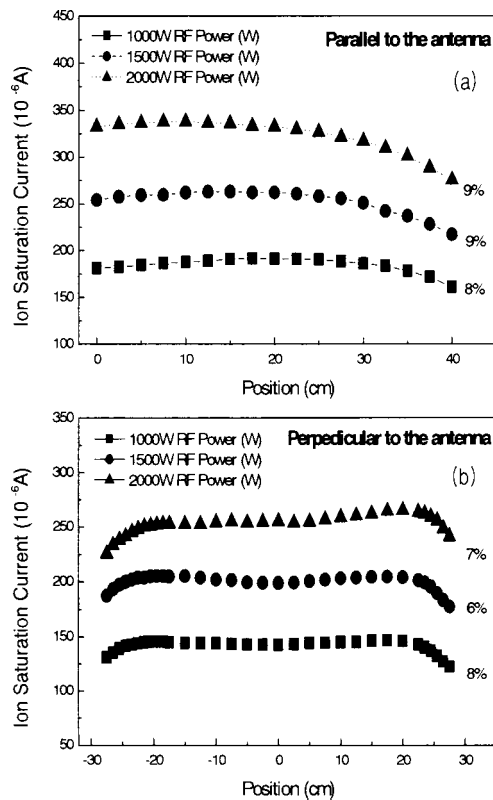 450
400
350
300
250
200
150
100
Ion Saturation Current (10⁻⁶A)
1000W RF Power (W)
1500W RF Power (W)
2000W RF Power (W)
Parallel to the antenna
(a)
9%
9%
8%
0
10
20
30
40
Position (cm)
350
300
250
200
150
100
50
Ion Saturation Current (10⁻⁶A)
1000W RF Power (W)
1500W RF Power (W)
2000W RF Power (W)
Perpedicular to the antenna
(b)
7%
6%
8%
-30
-20
-10
0
10
20
30
Position (cm)